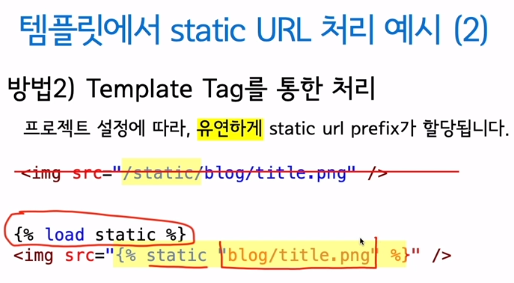 템플릿에서 static URL 처리 예시 (2)
방법2) Template Tag를 통한 처리
프로젝트 설정에 따라, 유연하게 static url prefix가 할당됩니다.
<img src="/static/blog/title.png" />
{% load static %}
<img src="{% static "blog/title.png" %}" />